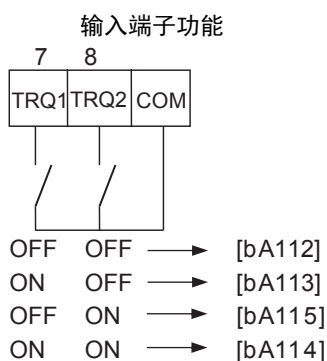 输入端子功能
7 8
TRQ1 TRQ2 COM
OFF OFF [bA112]
ON OFF [bA113]
OFF ON [bA115]
ON ON [bA114]